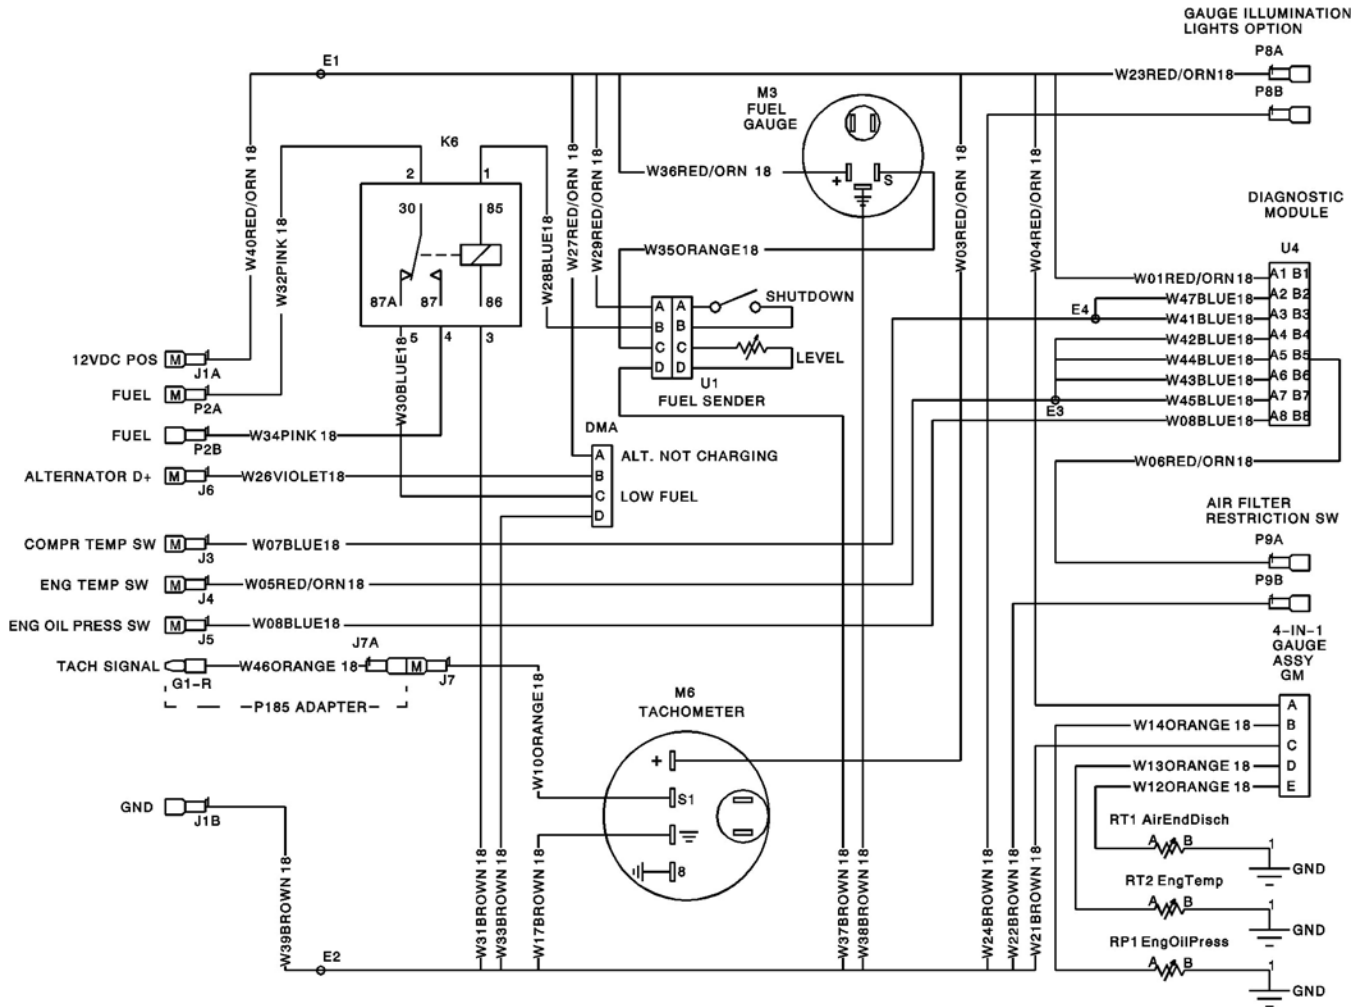 GAUGE ILLUMINATION
LIGHTS OPTION
P8A
W23RED/ORN18
P8B
E1
M3
FUEL
GAUGE
W36RED/ORN 18
+
S
K6
2
1
30
85
87A
87
86
5
4
3
W40RED/ORN 18
W32PINK 18
W28BLUE18
W27RED/ORN 18
W29RED/ORN 18
W03RED/ORN 18
W04RED/ORN 18
W35ORANGE18
W30BLUE18
DIAGNOSTIC
MODULE
U4
W01RED/ORN18
A1 B1
W47BLUE18
A2 B2
E4
W41BLUE18
A3 B3
W42BLUE18
A4 B4
W44BLUE18
A5 B5
W43BLUE18
A6 B6
W45BLUE18
A7 B7
E3
W08BLUE18
A8 B8
W06RED/ORN18
A A
SHUTDOWN
B B
C C
LEVEL
D D
U1
FUEL SENDER
12VDC POS
M
J1A
FUEL
M
P2A
FUEL
P2B
W34PINK 18
DMA
A
ALT. NOT CHARGING
B
C
LOW FUEL
D
ALTERNATOR D+
M
J6
W26VIOLET18
COMPR TEMP SW
M
J3
W07BLUE18
ENG TEMP SW
M
J4
W05RED/ORN18
ENG OIL PRESS SW
M
J5
W08BLUE18
TACH SIGNAL
G1-R
W46ORANGE 18
J7A
M
J7
P185 ADAPTER
AIR FILTER
RESTRICTION SW
P9A
P9B
4-IN-1
GAUGE
ASSY
GM
A
W14ORANGE 18
B
C
W13ORANGE 18
D
W12ORANGE 18
E
M6
TACHOMETER
+
S1
8
W10ORANGE18
GND
J1B
RT1 AirEndDisch
A B
1
GND
RT2 EngTemp
A B
1
GND
RP1 EngOilPress
A B
1
GND
W39BROWN 18
E2
W31BROWN 18
W33BROWN 18
W17BROWN 18
W37BROWN 18
W38BROWN 18
W24BROWN 18
W22BROWN 18
W21BROWN 18